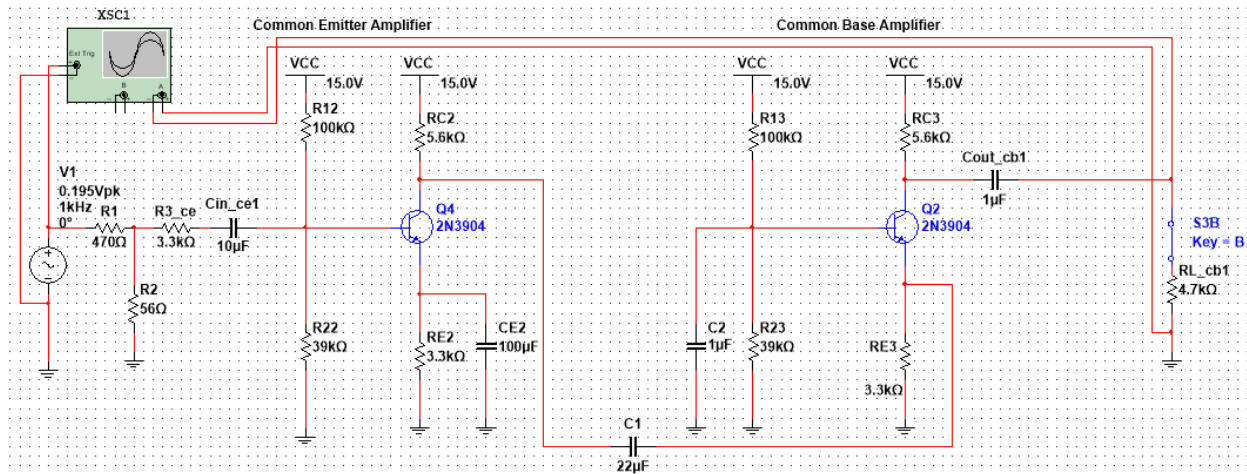 XSC1
Ext Trig
+
-
B
A
+
-
+
-
Common Emitter Amplifier
Common Base Amplifier
VCC
15.0V
VCC
15.0V
VCC
15.0V
VCC
15.0V
R12
100kΩ
RC2
5.6kΩ
R13
100kΩ
RC3
5.6kΩ
Cout_cb1
1µF
V1
0.195Vpk
1kHz
0°
R1
470Ω
R3_ce
3.3kΩ
Cin_ce1
10µF
Q4
2N3904
Q2
2N3904
S3B
Key = B
RL_cb1
4.7kΩ
R2
56Ω
R22
39kΩ
RE2
3.3kΩ
CE2
100µF
C2
1µF
R23
39kΩ
RE3
3.3kΩ
C1
22µF